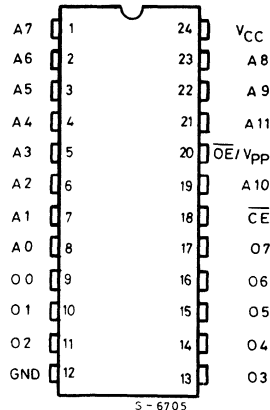 A7 1 24 VCC
A6 2 23 A8
A5 3 22 A9
A4 4 21 A11
A3 5 20 OE/VPP
A2 6 19 A10
A1 7 18 CE
A0 8 17 O7
O0 9 16 O6
O1 10 15 O5
O2 11 14 O4
GND 12 13 O3
S-6705